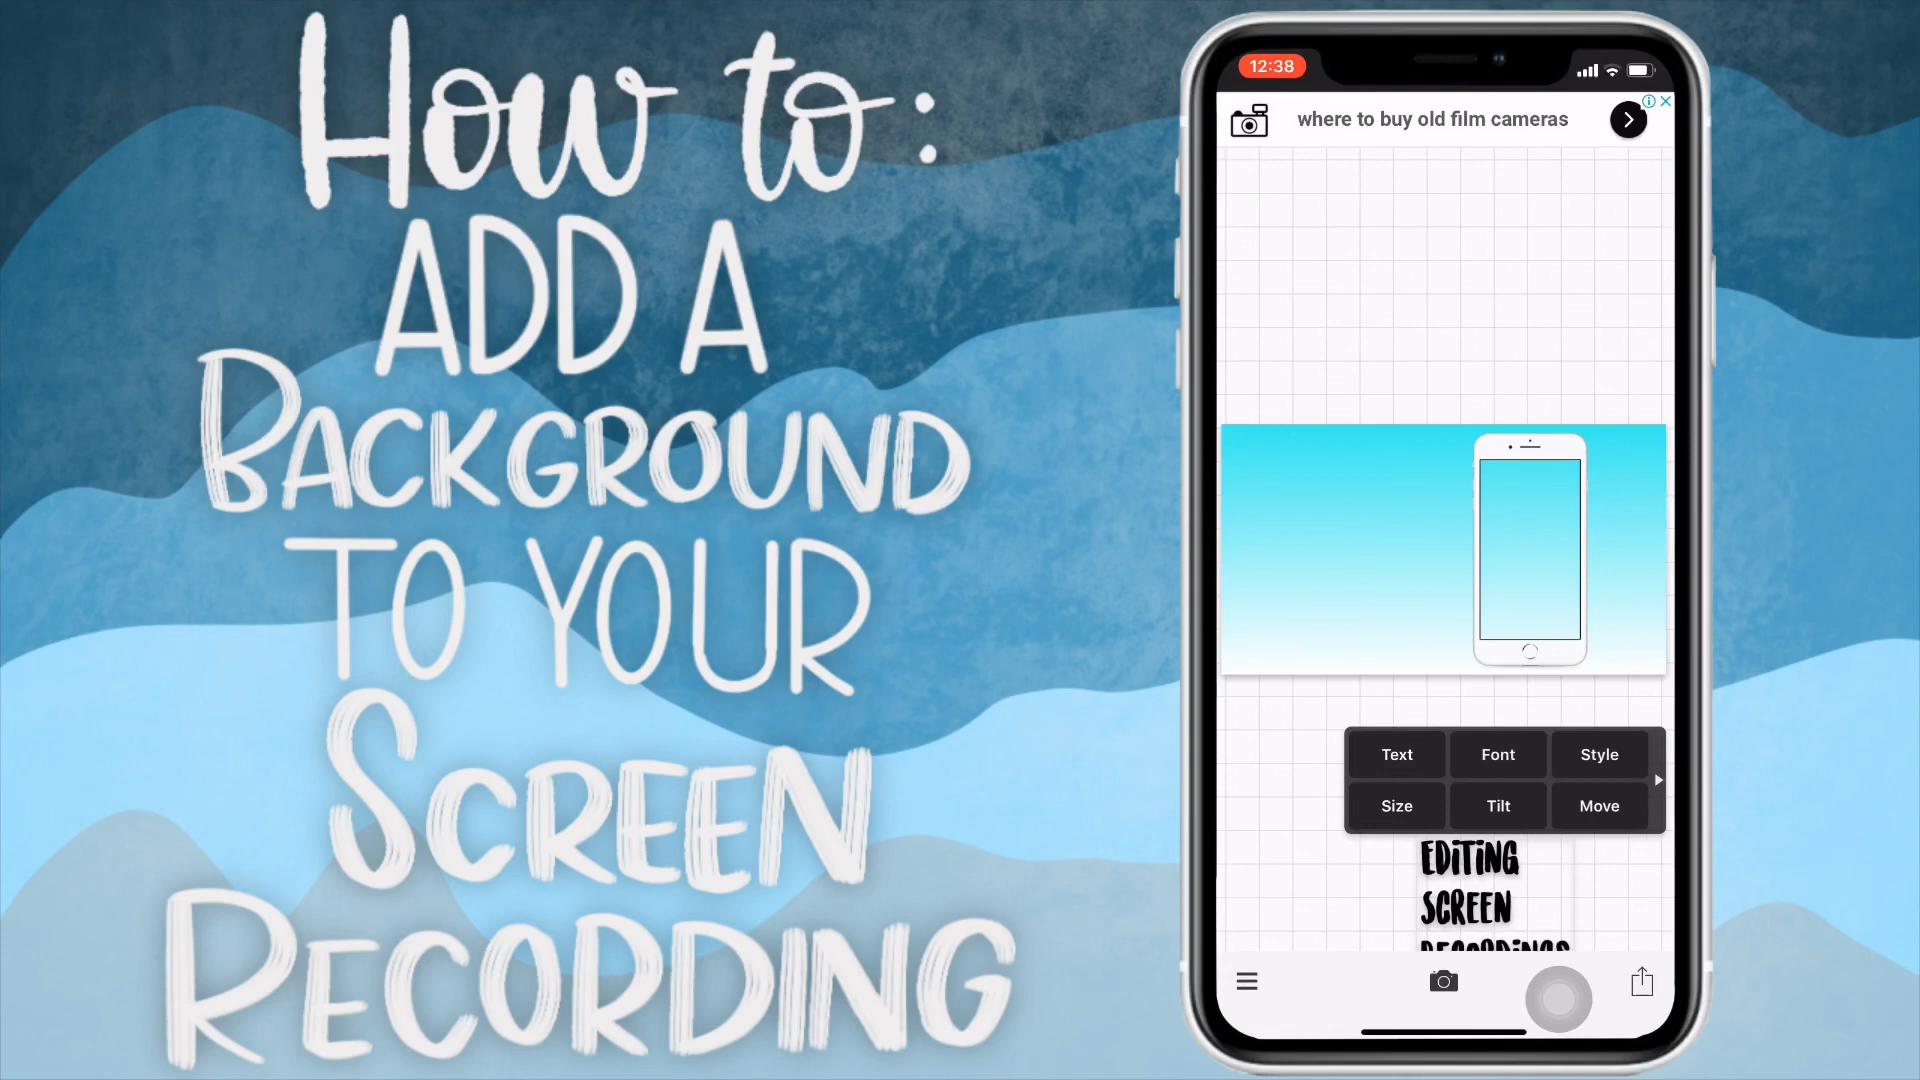 How to:
ADD A
BACKGROUND
TO YOUR
SCREEN
RECORDING
12:38
where to buy old film cameras
Text Font Style
Size Tilt Move
EDITING
SCREEN
RECORDINGS